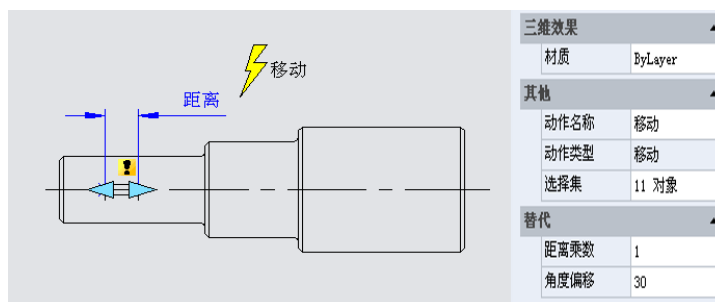 移动
距离
三维效果
材质 ByLayer
其他
动作名称 移动
动作类型 移动
选择集 11 对象
替代
距离乘数 1
角度偏移 30